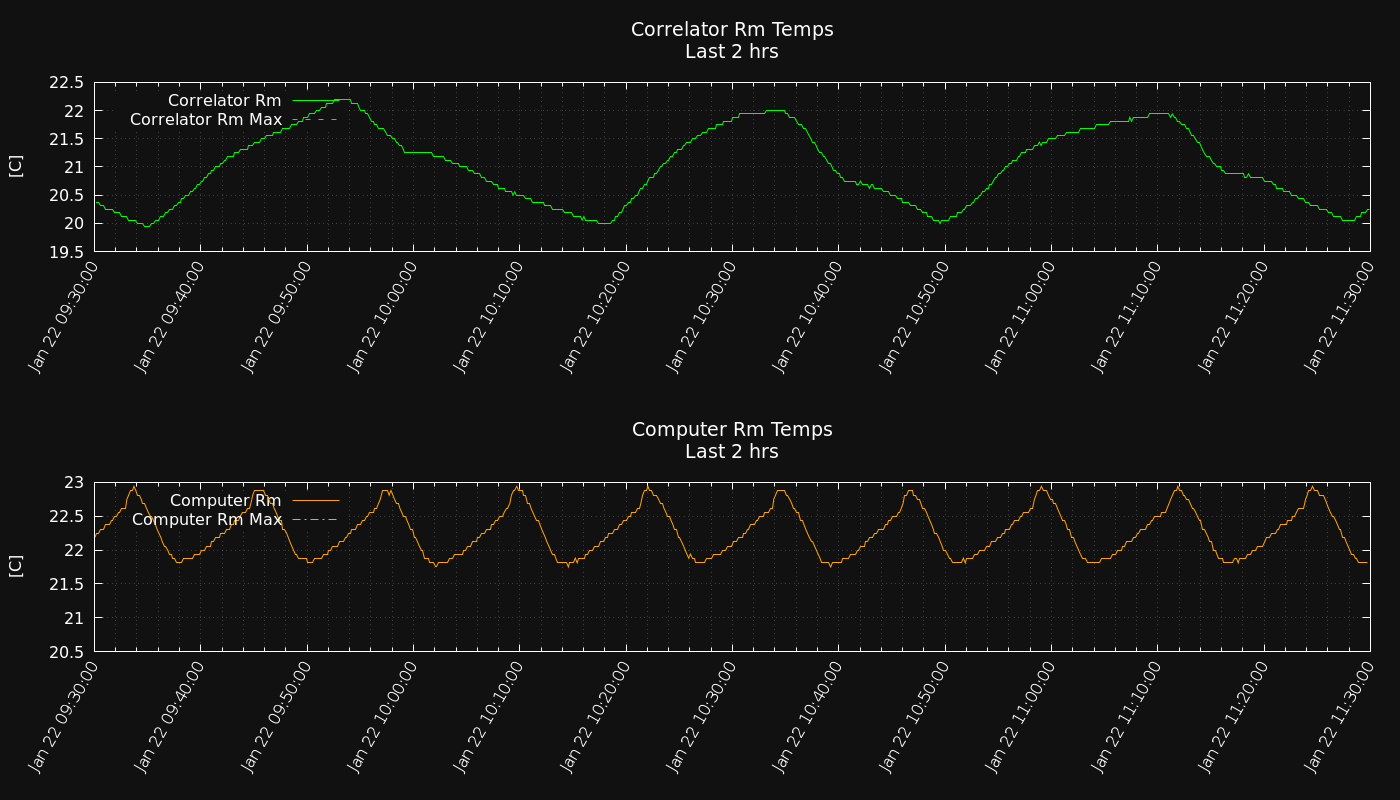 Correlator Rm Temps
Last 2 hrs
22.5
22
21.5
21
20.5
20
19.5
[C]
Correlator Rm
Correlator Rm Max
Jan 22 09:30:00
Jan 22 09:40:00
Jan 22 09:50:00
Jan 22 10:00:00
Jan 22 10:10:00
Jan 22 10:20:00
Jan 22 10:30:00
Jan 22 10:40:00
Jan 22 10:50:00
Jan 22 11:00:00
Jan 22 11:10:00
Jan 22 11:20:00
Jan 22 11:30:00
Computer Rm Temps
Last 2 hrs
23
22.5
22
21.5
21
20.5
[C]
Computer Rm
Computer Rm Max
Jan 22 09:30:00
Jan 22 09:40:00
Jan 22 09:50:00
Jan 22 10:00:00
Jan 22 10:10:00
Jan 22 10:20:00
Jan 22 10:30:00
Jan 22 10:40:00
Jan 22 10:50:00
Jan 22 11:00:00
Jan 22 11:10:00
Jan 22 11:20:00
Jan 22 11:30:00